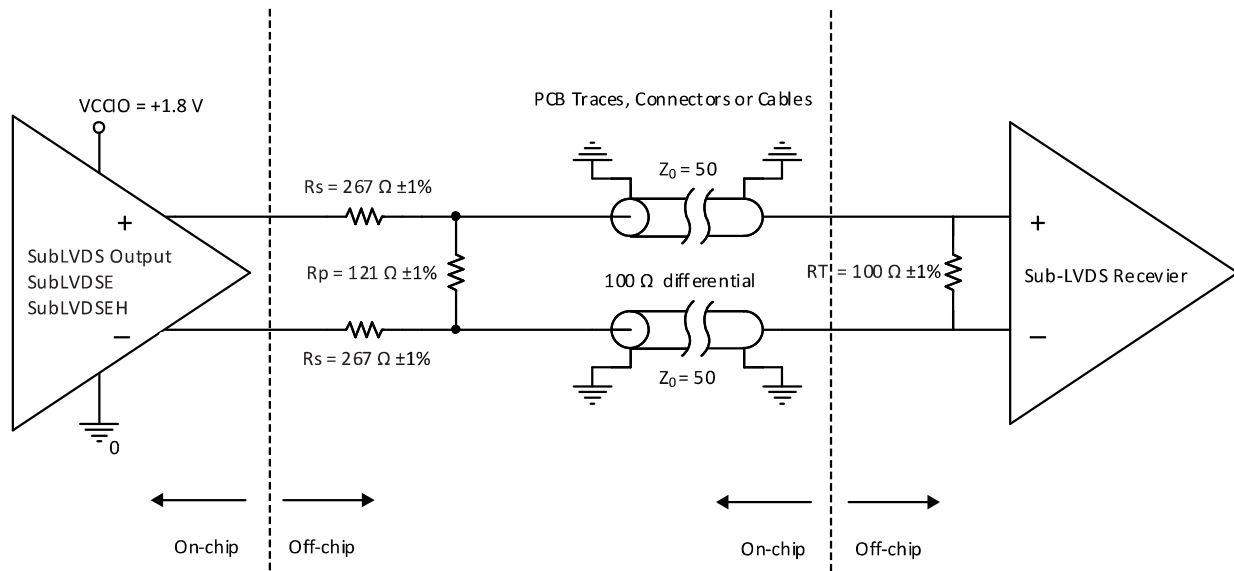 VCCIO = +1.8 V
PCB Traces, Connectors or Cables
Z0 = 50
Rs = 267 Ω ±1%
+
+
SubLVDS Output
SubLVDSE
SubLVDSEH
Rp = 121 Ω ±1%
100 Ω differential
RT = 100 Ω ±1%
Sub-LVDS Recevier
−
−
Rs = 267 Ω ±1%
Z0 = 50
0
On-chip
Off-chip
On-chip
Off-chip